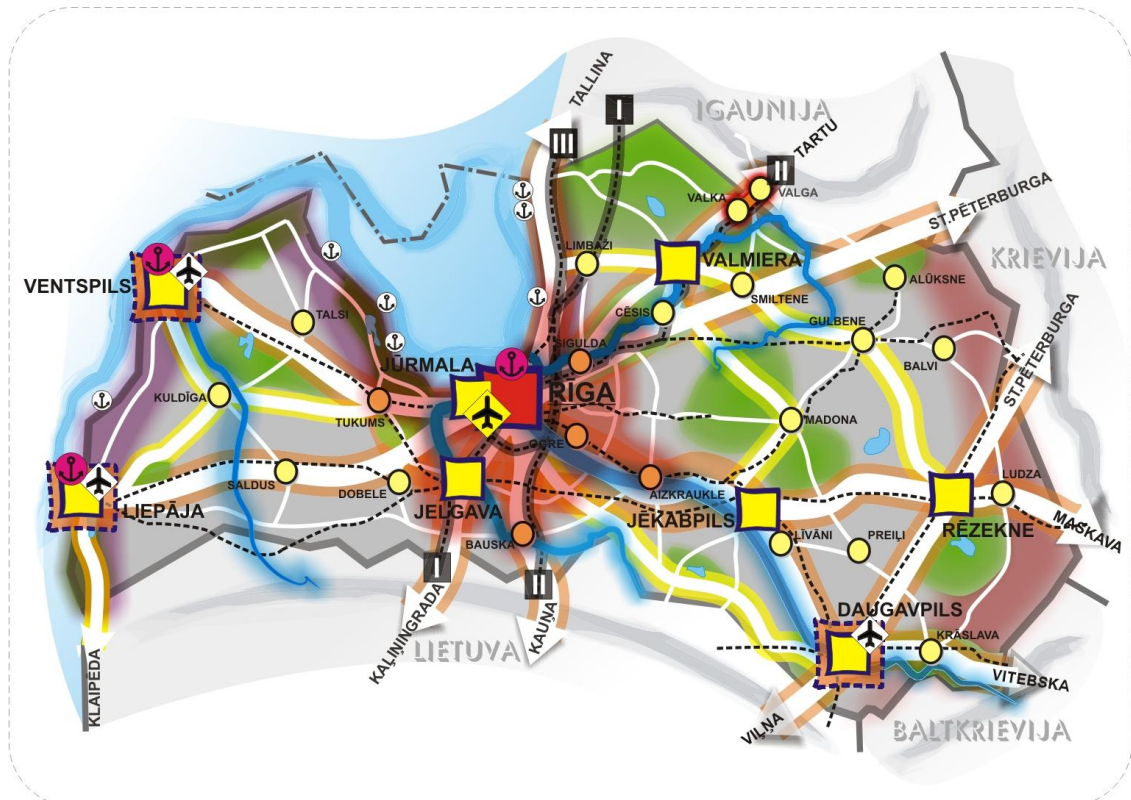 TALLINA
I
III
IGAUNIJA
TARTU
II
VALKA
VALGA
ST.PĒTERBURGA
KRIEVIJA
LIMBAŽI
VALMIERA
ALŪKSNE
SMILTENE
VENTSPILS
CĒSIS
TALSI
GULBENE
SIGULDA
BALVI
ST.PĒTERBURGA
JŪRMALA
RĪGA
KULDĪGA
TUKUMS
MADONA
OGRE
LUDZA
SALDUS
DOBELE
AIZKRAUKLE
LIEPĀJA
JELGAVA
JĒKABPILS
RĒZEKNE
MASKAVA
BAUSKA
LĪVĀNI
PREIĻI
I
II
DAUGAVPILS
KAĻIŅINGRADA
KAUŅA
LIETUVA
KRĀSLAVA
VITEBSKA
KLAIPĒDA
VIĻŅA
BALTKRIEVIJA